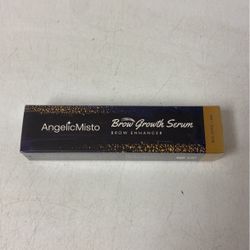 AngelicMisto
Brow Growth Serum
BROW ENHANCER